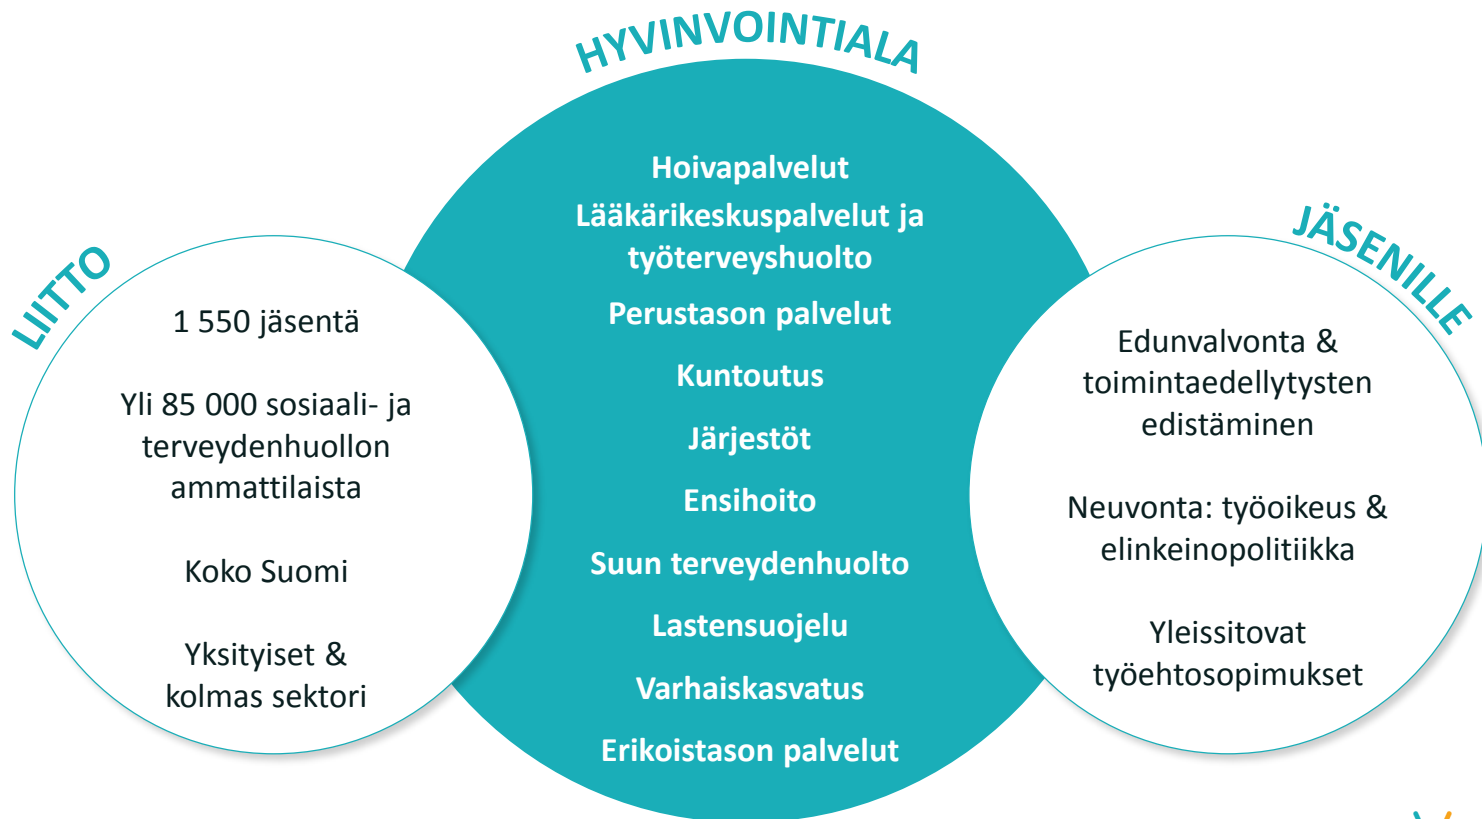 HYVINVOINTIALA
Hoivapalvelut
Lääkärikeskuspalvelut ja
työterveyshuolto
Perustason palvelut
Kuntoutus
Järjestöt
Ensihoito
Suun terveydenhuolto
Lastensuojelu
Varhaiskasvatus
Erikoistason palvelut
LIITTO
1 550 jäsentä
Yli 85 000 sosiaali- ja
terveydenhuollon
ammattilaista
Koko Suomi
Yksityiset &
kolmas sektori
JÄSENILLE
Edunvalvonta &
toimintaedellytysten
edistäminen
Neuvonta: työoikeus &
elinkeinopolitiikka
Yleissitovat
työehtosopimukset